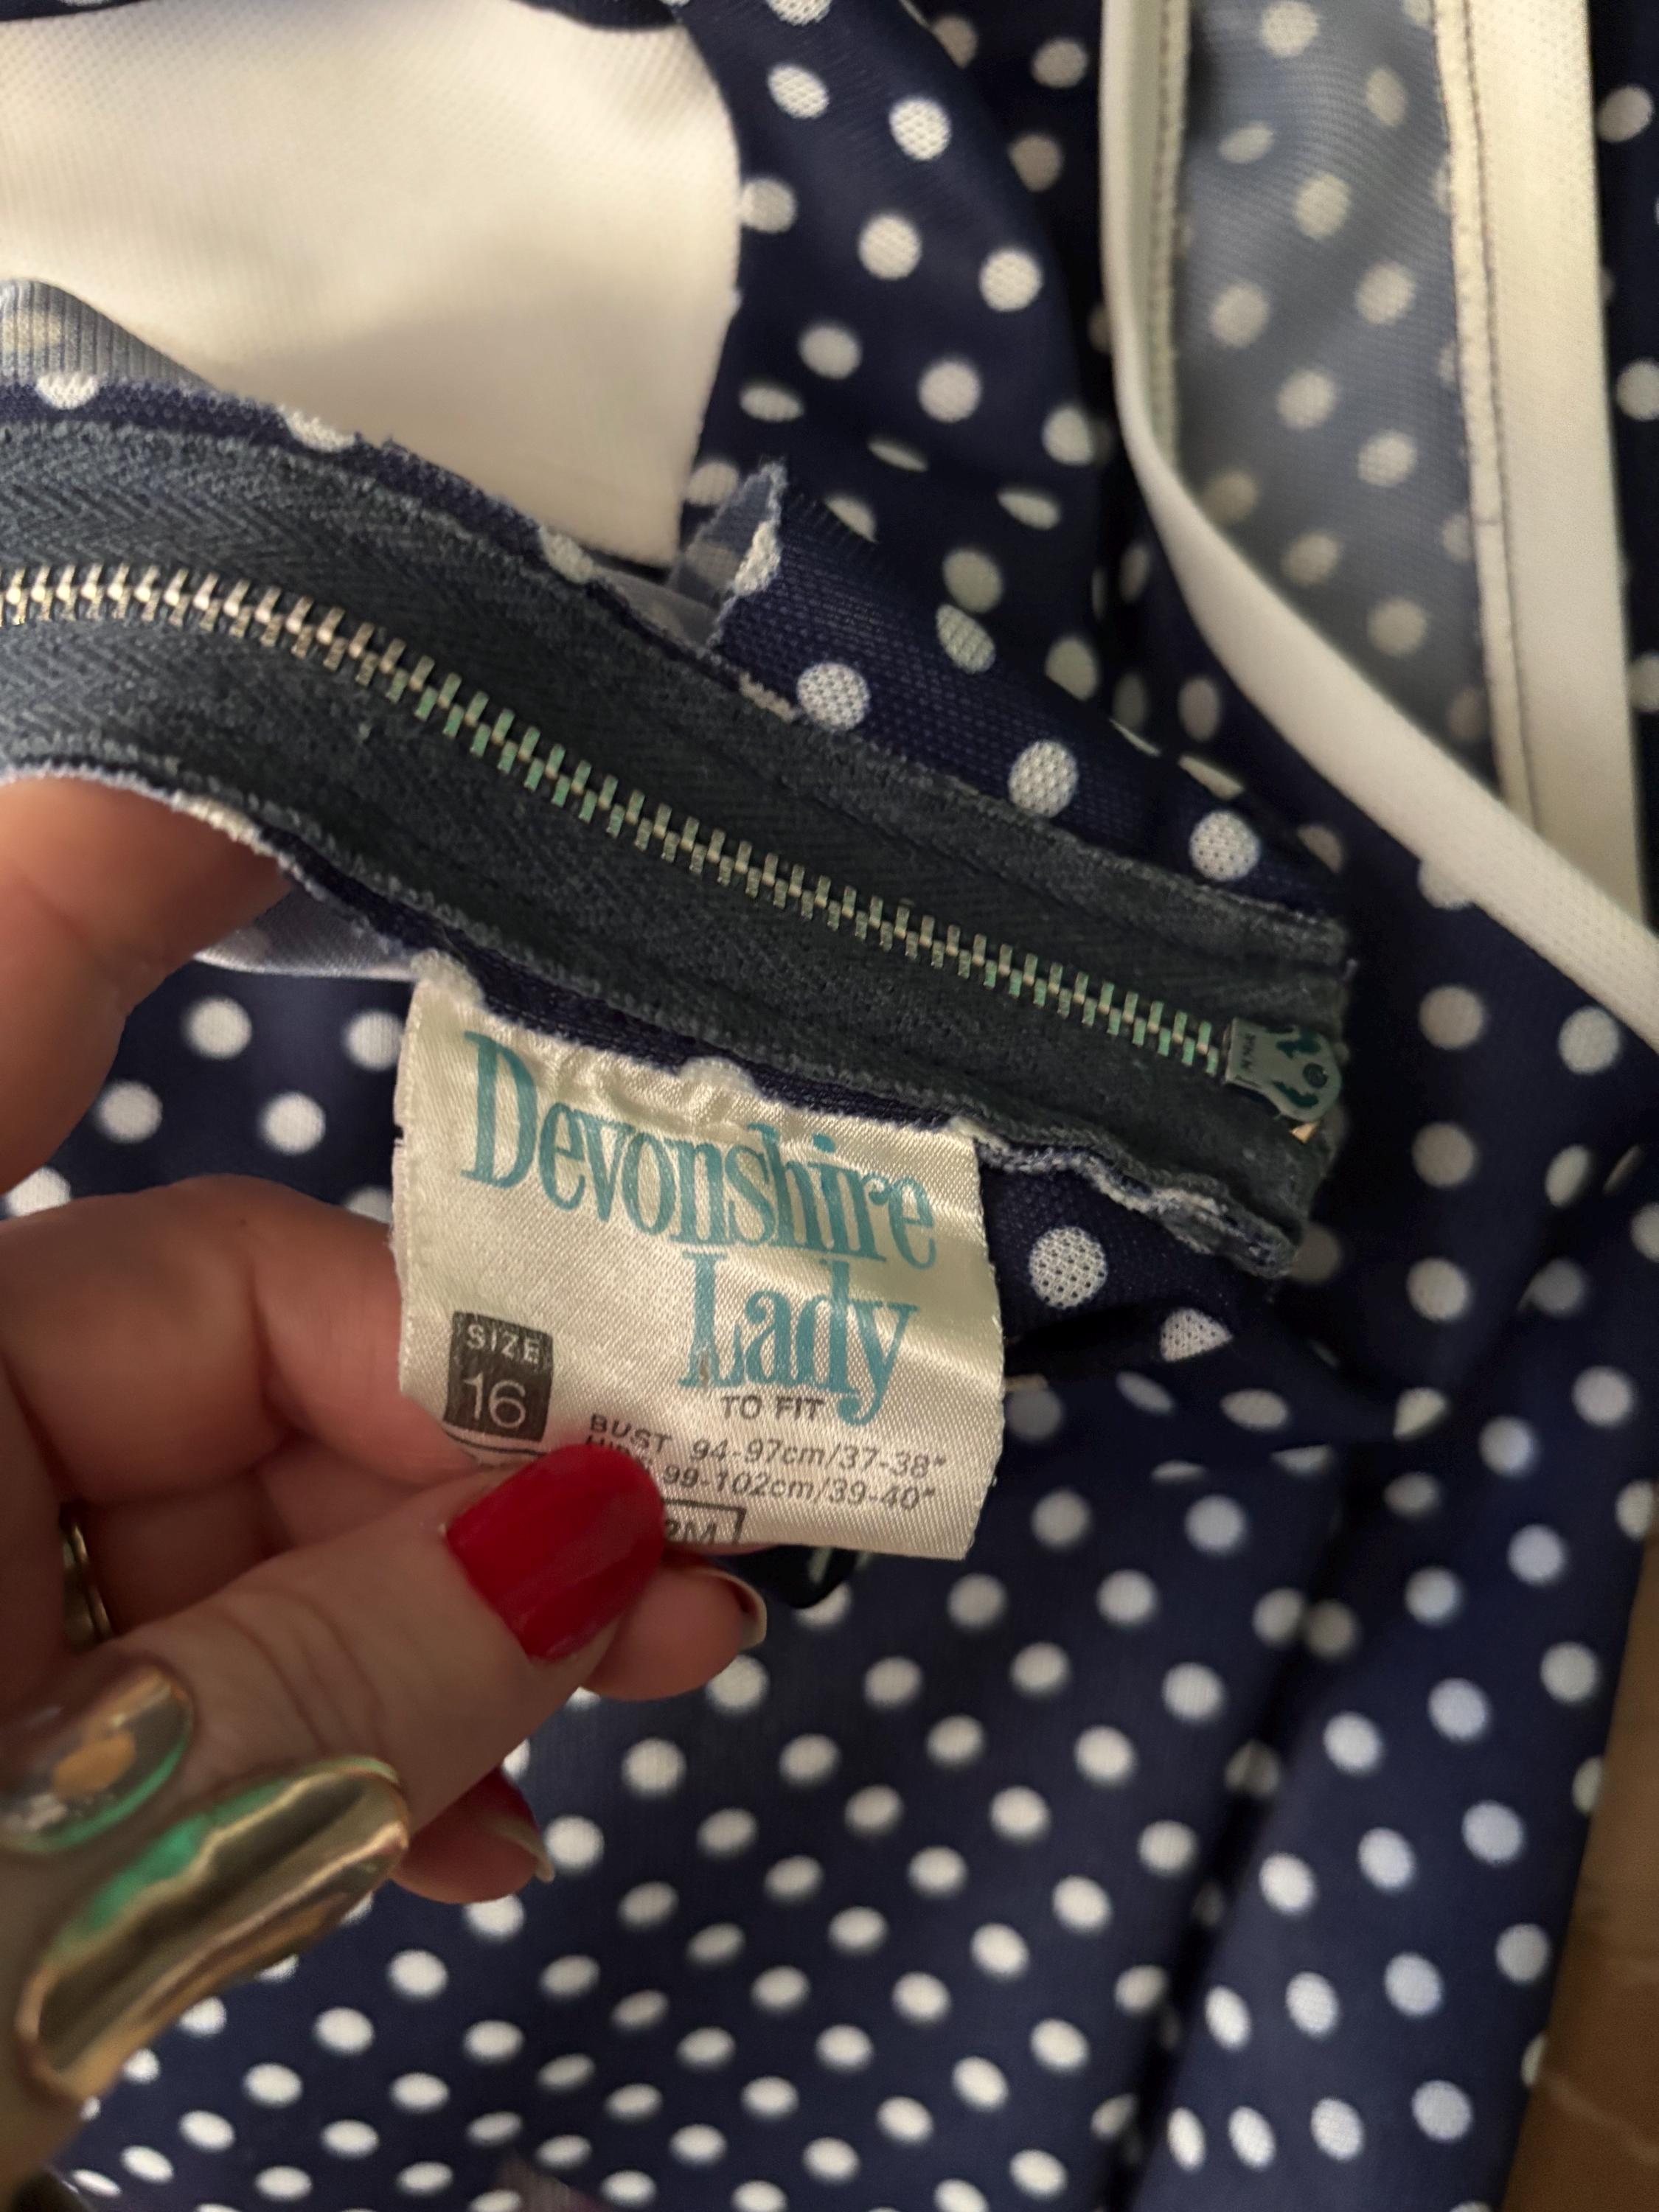 Devonshire
Lady
SIZE
16
TO FIT
BUST 94-97cm/37-38"
99-102cm/39-40"